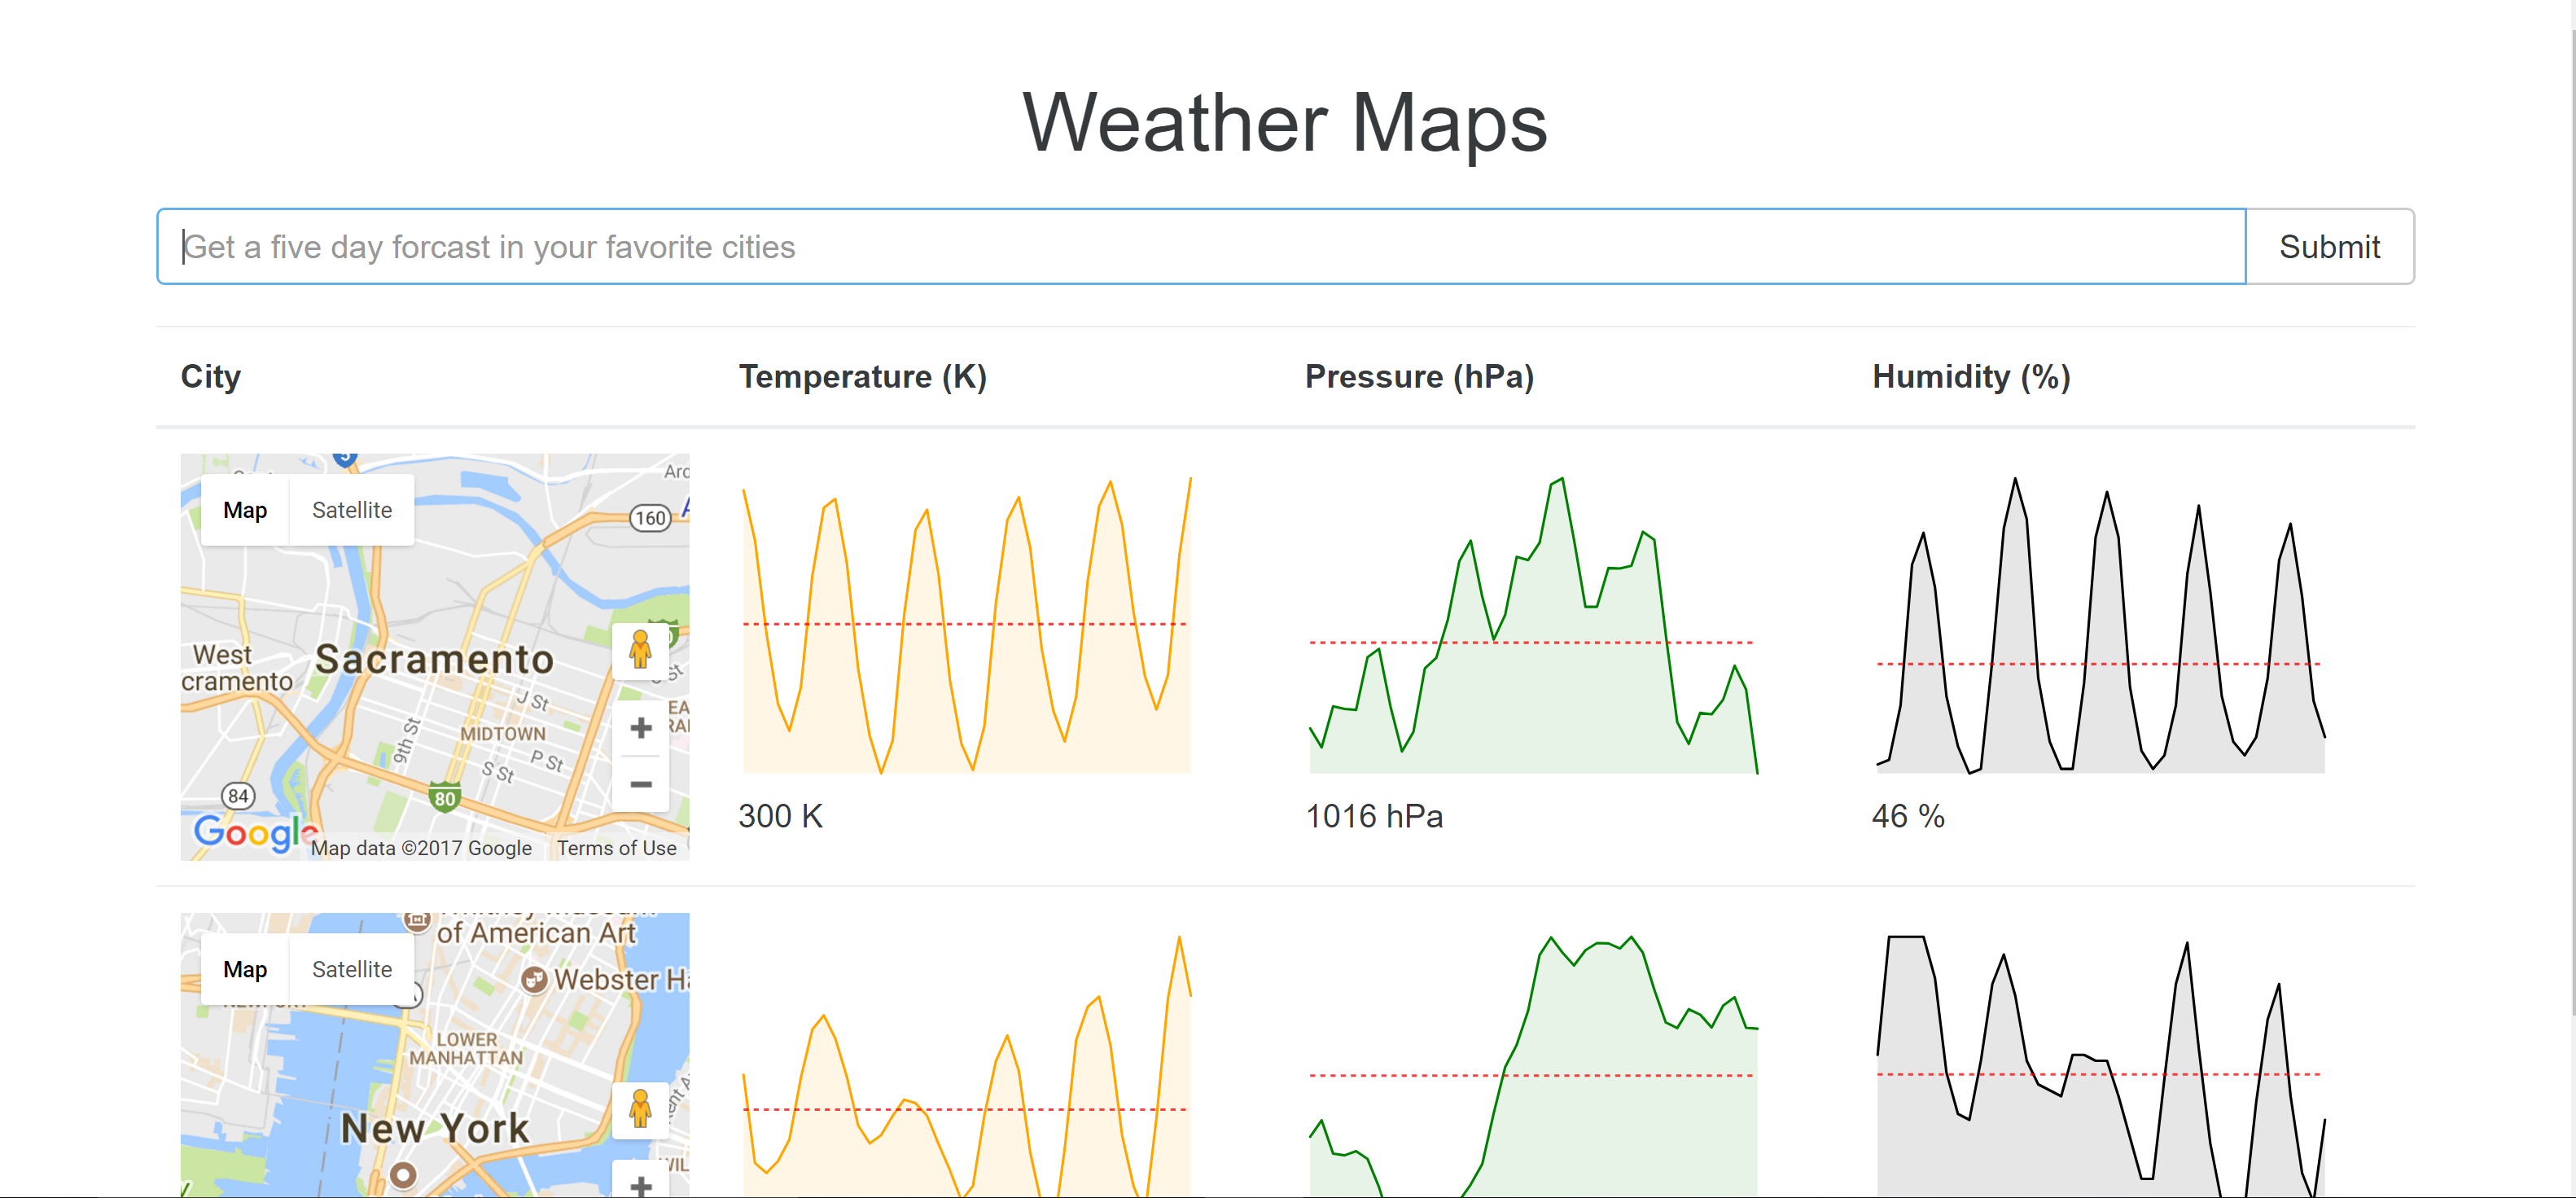 Weather Maps
Get a five day forcast in your favorite cities
Submit
City
Temperature (K)
Pressure (hPa)
Humidity (%)
5
Map
Satellite
160
West
cramento
Sacramento
J St
9th St
MIDTOWN
P St
S St
84
80
Google
Map data ©2017 Google
Terms of Use
300 K
1016 hPa
46 %
of American Art
Map
Satellite
Webster
LOWER
MANHATTAN
New York